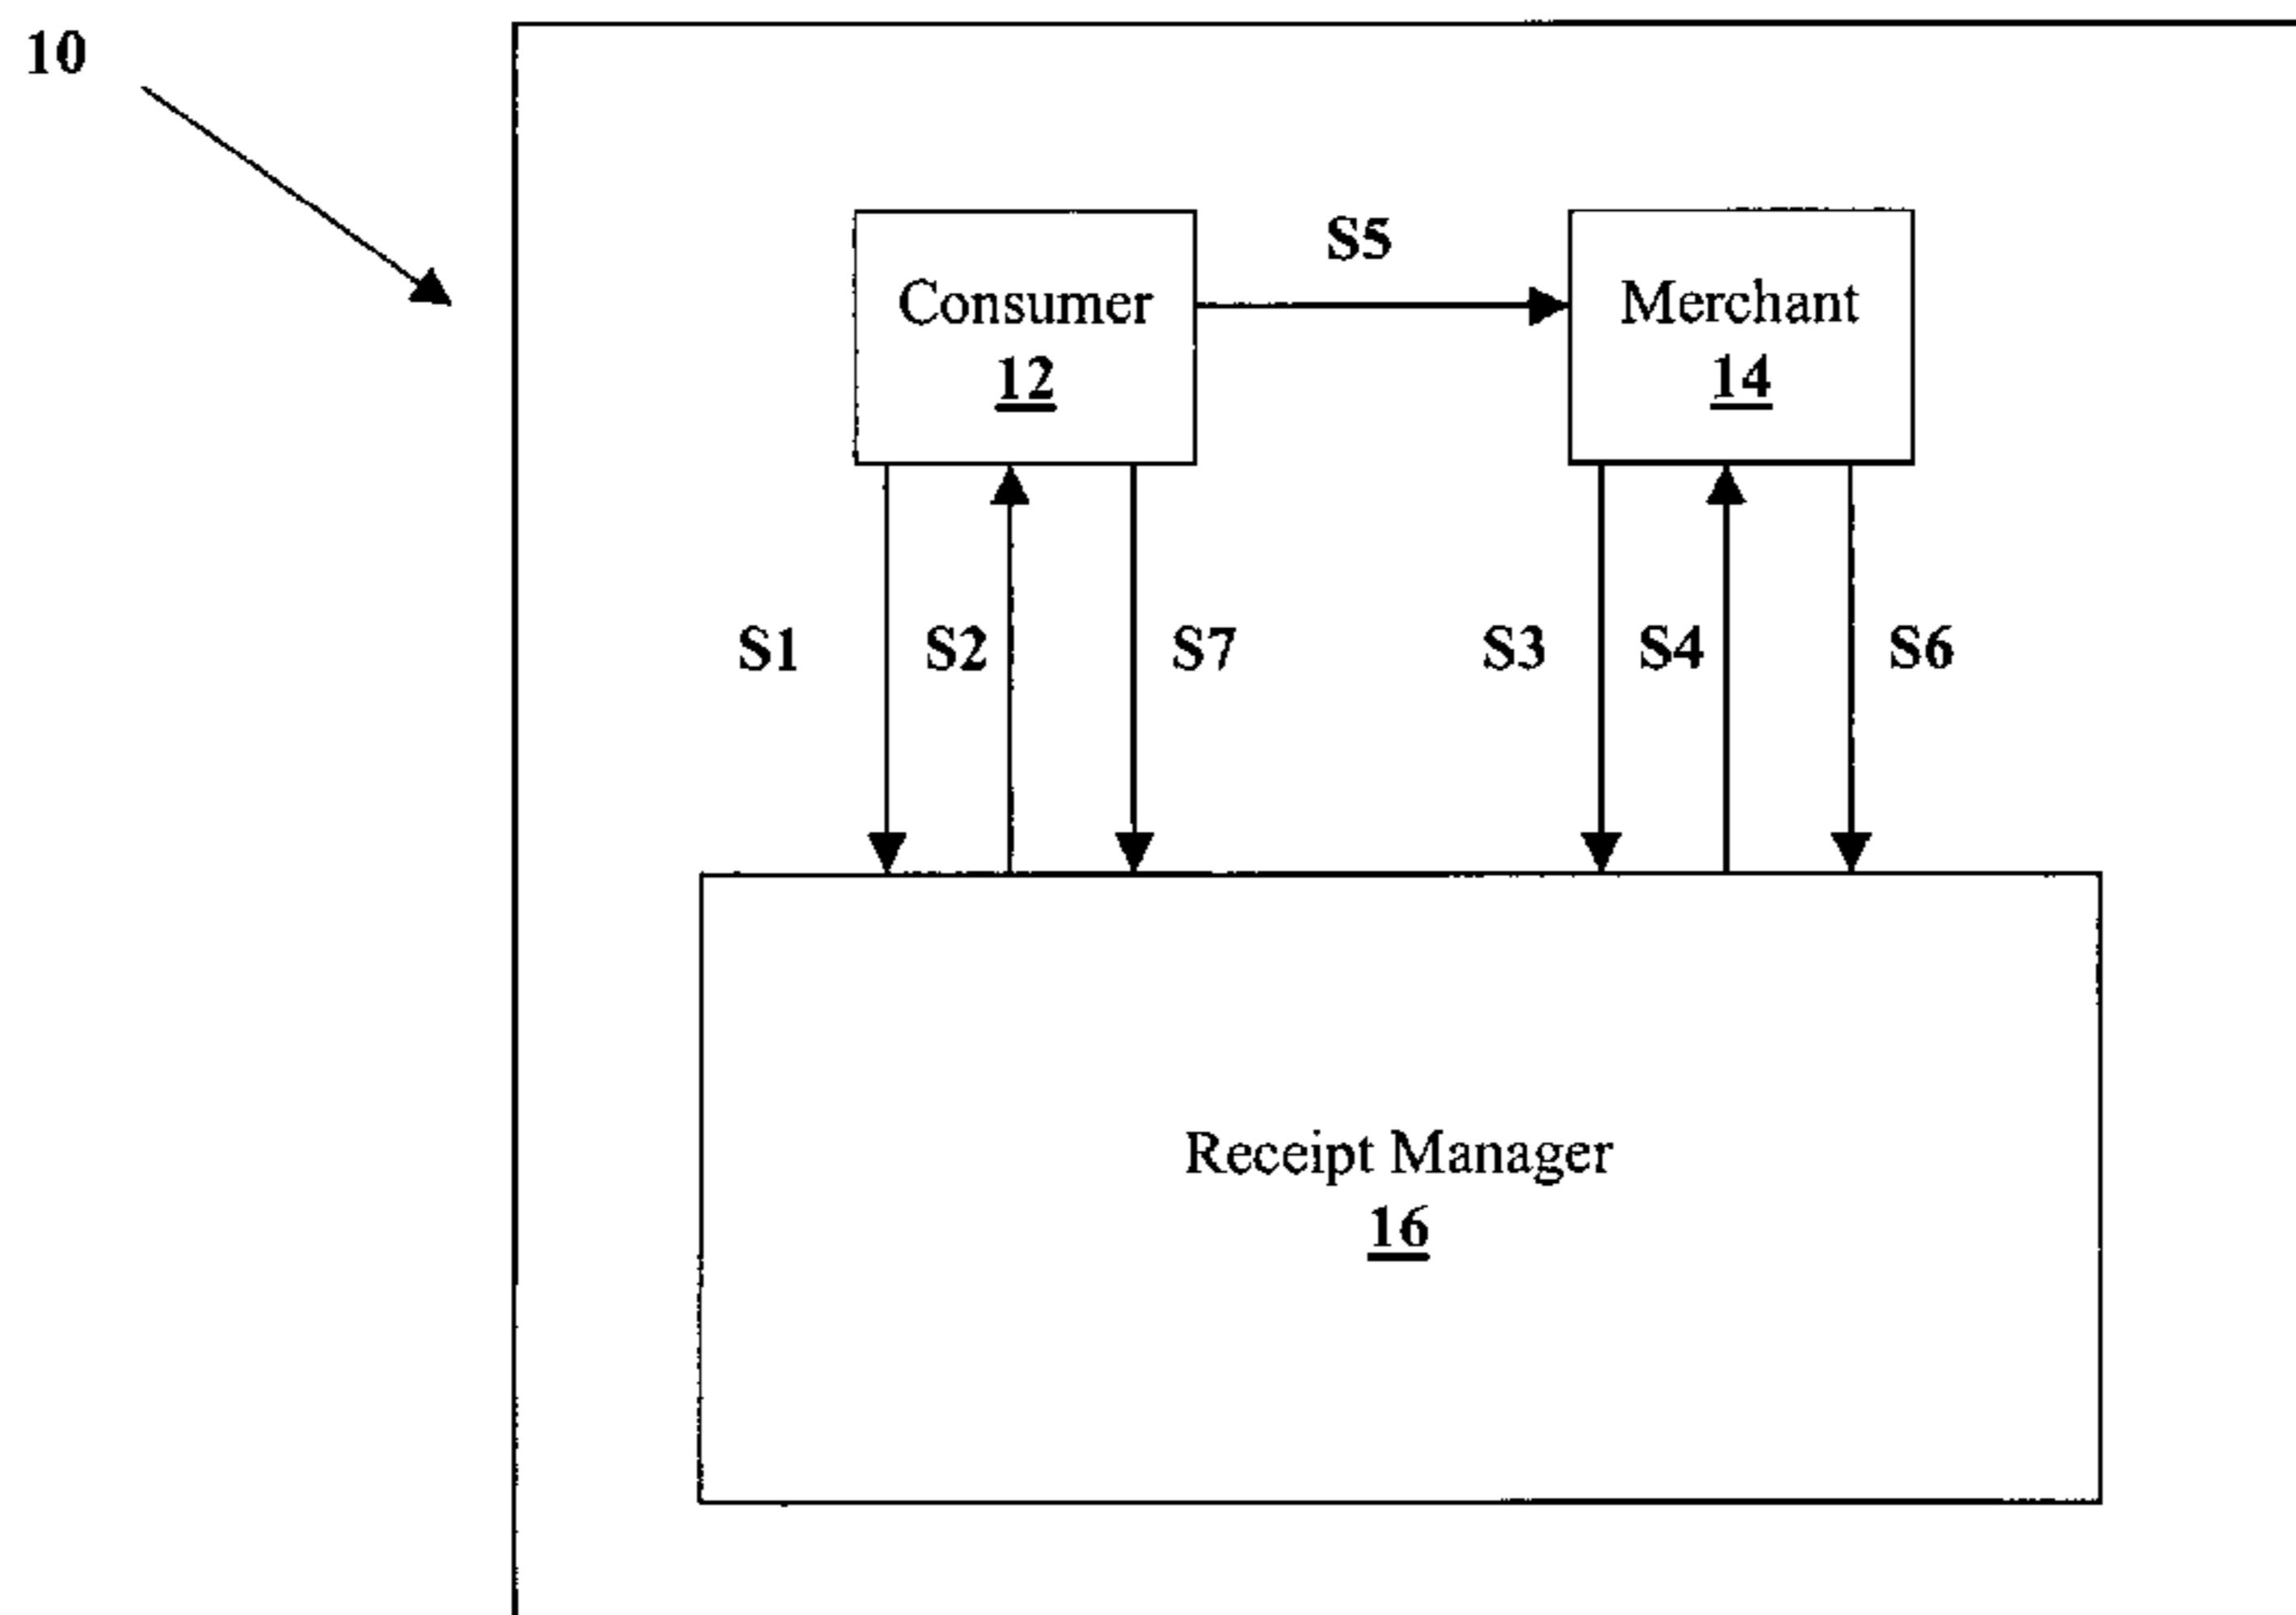 10
S5
Consumer
12
Merchant
14
S1
S2
S7
S3
S4
S6
Receipt Manager
16